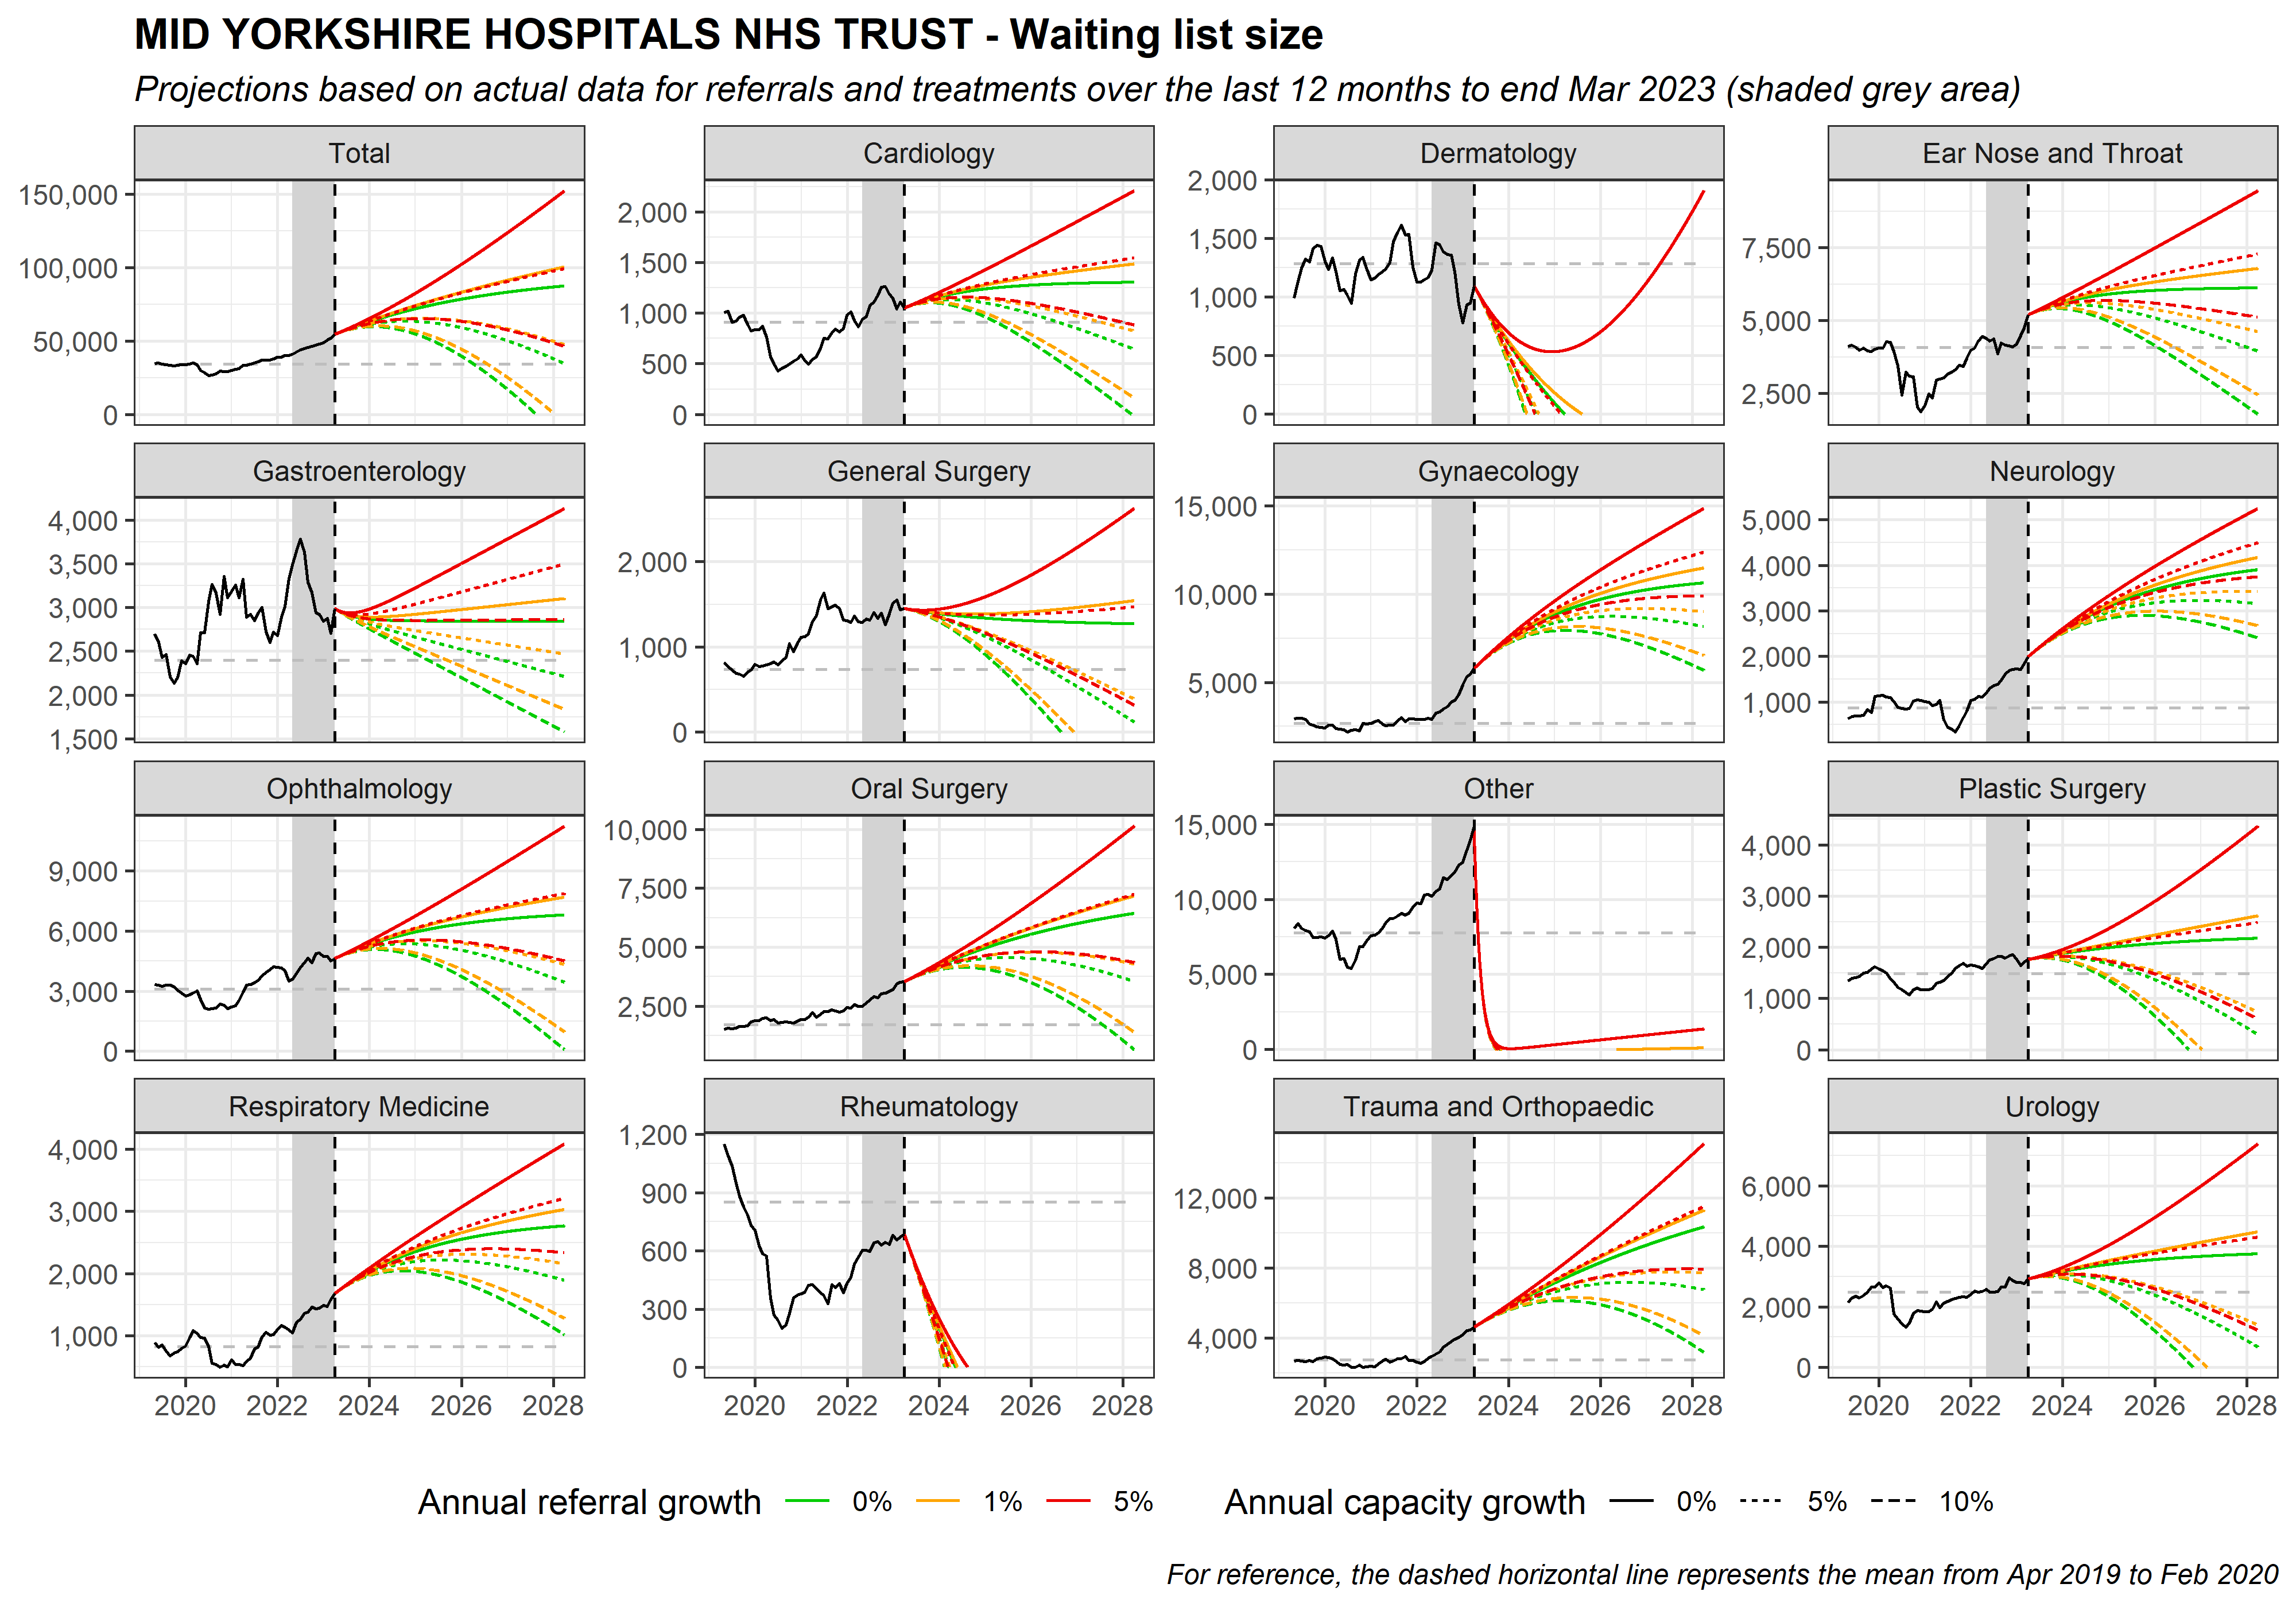 MID YORKSHIRE HOSPITALS NHS TRUST - Waiting list size
Projections based on actual data for referrals and treatments over the last 12 months to end Mar 2023 (shaded grey area)
Total
150,000
100,000
50,000
0
Cardiology
2,000
1,500
1,000
500
0
Dermatology
2,000
1,500
1,000
500
0
Ear Nose and Throat
7,500
5,000
2,500
Gastroenterology
4,000
3,500
3,000
2,500
2,000
1,500
General Surgery
2,000
1,000
0
Gynaecology
15,000
10,000
5,000
Neurology
5,000
4,000
3,000
2,000
1,000
Ophthalmology
9,000
6,000
3,000
0
Oral Surgery
10,000
7,500
5,000
2,500
Other
15,000
10,000
5,000
0
Plastic Surgery
4,000
3,000
2,000
1,000
0
Respiratory Medicine
4,000
3,000
2,000
1,000
2020 2022 2024 2026 2028
Rheumatology
1,200
900
600
300
0
2020 2022 2024 2026 2028
Trauma and Orthopaedic
12,000
8,000
4,000
2020 2022 2024 2026 2028
Urology
6,000
4,000
2,000
0
2020 2022 2024 2026 2028
Annual referral growth 0% 1% 5% Annual capacity growth 0% 5% 10%
For reference, the dashed horizontal line represents the mean from Apr 2019 to Feb 2020